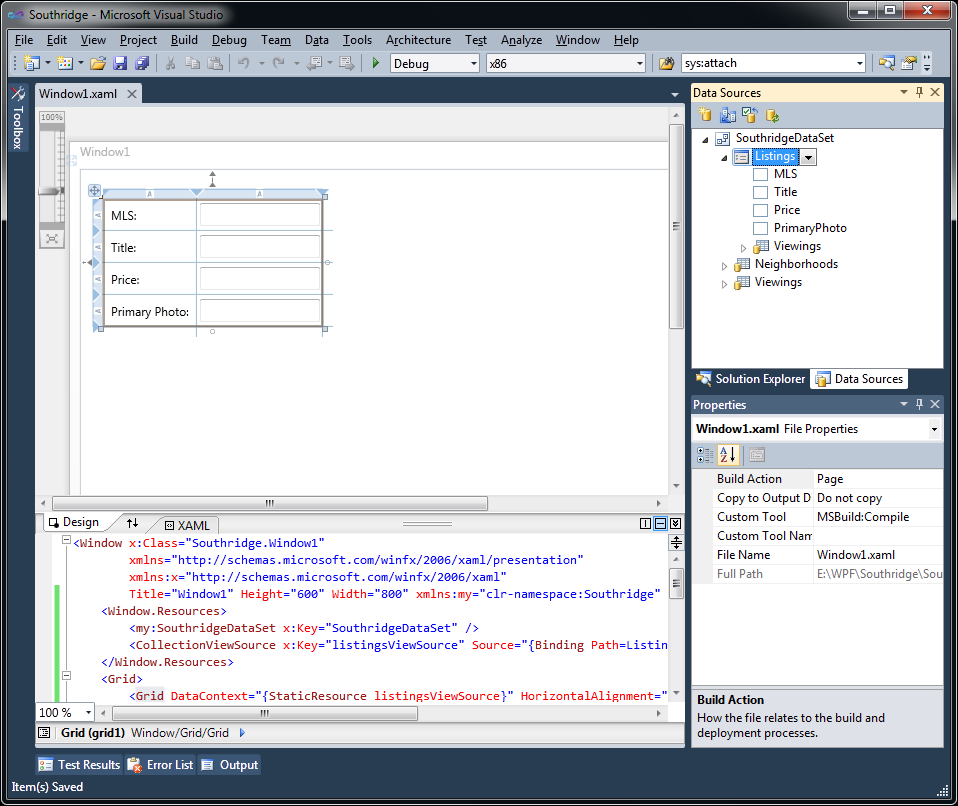 Southridge - Microsoft Visual Studio
File Edit View Project Build Debug Team Data Tools Architecture Test Analyze Window Help
Debug x86 sys:attach
Toolbox
Window1.xaml
100%
Window1
A A
MLS:
Title:
Price:
Primary Photo:
Design XAML
<Window x:Class="Southridge.Window1"
xmlns="http://schemas.microsoft.com/winfx/2006/xaml/presentation"
xmlns:x="http://schemas.microsoft.com/winfx/2006/xaml"
Title="Window1" Height="600" Width="800" xmlns:my="clr-namespace:Southridge"
<Window.Resources>
<my:SouthridgeDataSet x:Key="SouthridgeDataSet" />
<CollectionViewSource x:Key="listingsViewSource" Source="{Binding Path=Listin
</Window.Resources>
<Grid>
<Grid DataContext="{StaticResource listingsViewSource}" HorizontalAlignment="
100 %
Grid (grid1) Window/Grid/Grid
Data Sources
SouthridgeDataSet
Listings
MLS
Title
Price
PrimaryPhoto
Viewings
Neighborhoods
Viewings
Solution Explorer Data Sources
Properties
Window1.xaml File Properties
Build Action Page
Copy to Output D Do not copy
Custom Tool MSBuild:Compile
Custom Tool Nam
File Name Window1.xaml
Full Path E:\WPF\Southridge\Sou
Build Action
How the file relates to the build and
deployment processes.
Test Results Error List Output
Item(s) Saved